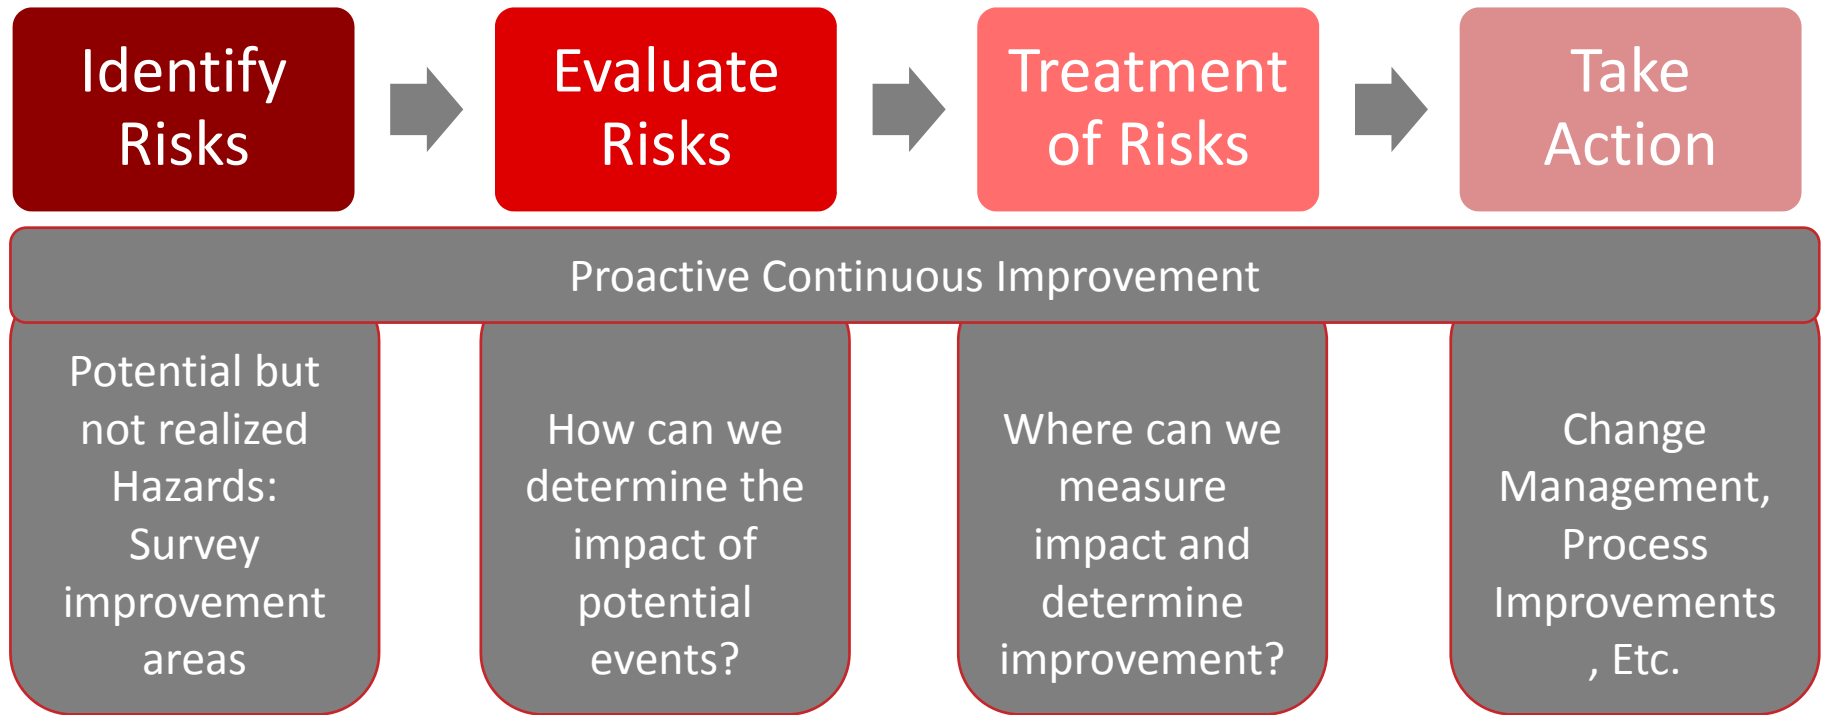 Identify
Risks
Evaluate
Risks
Treatment
of Risks
Take
Action
Proactive Continuous Improvement
Potential but
not realized
Hazards:
Survey
improvement
areas
How can we
determine the
impact of
potential
events?
Where can we
measure
impact and
determine
improvement?
Change
Management,
Process
Improvements
, Etc.